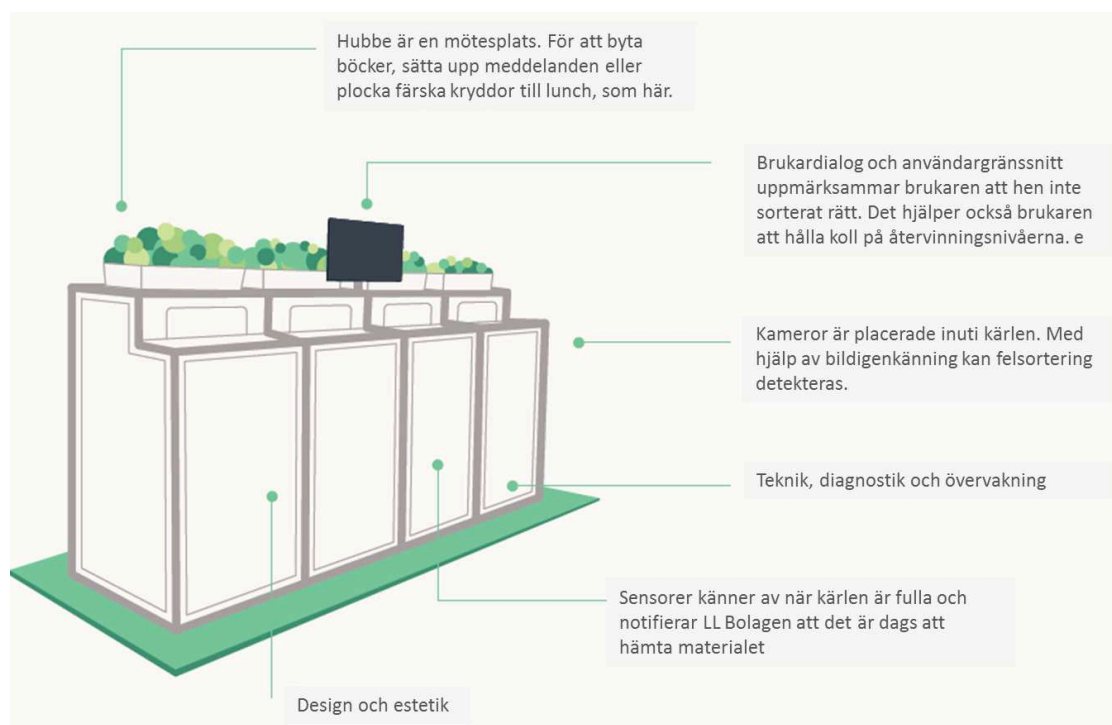 Hubbe är en mötesplats. För att byta
böcker, sätta upp meddelanden eller
plocka färska kryddor till lunch, som här.
Brukardialog och användargränssnitt
uppmärksammar brukaren att hen inte
sorterat rätt. Det hjälper också brukaren
att hålla koll på återvinningsnivåerna. e
Kameror är placerade inuti kärlen. Med
hjälp av bildigenkänning kan felsortering
detekteras.
Teknik, diagnostik och övervakning
Sensorer känner av när kärlen är fulla och
notifierar LL Bolagen att det är dags att
hämta materialet
Design och estetik